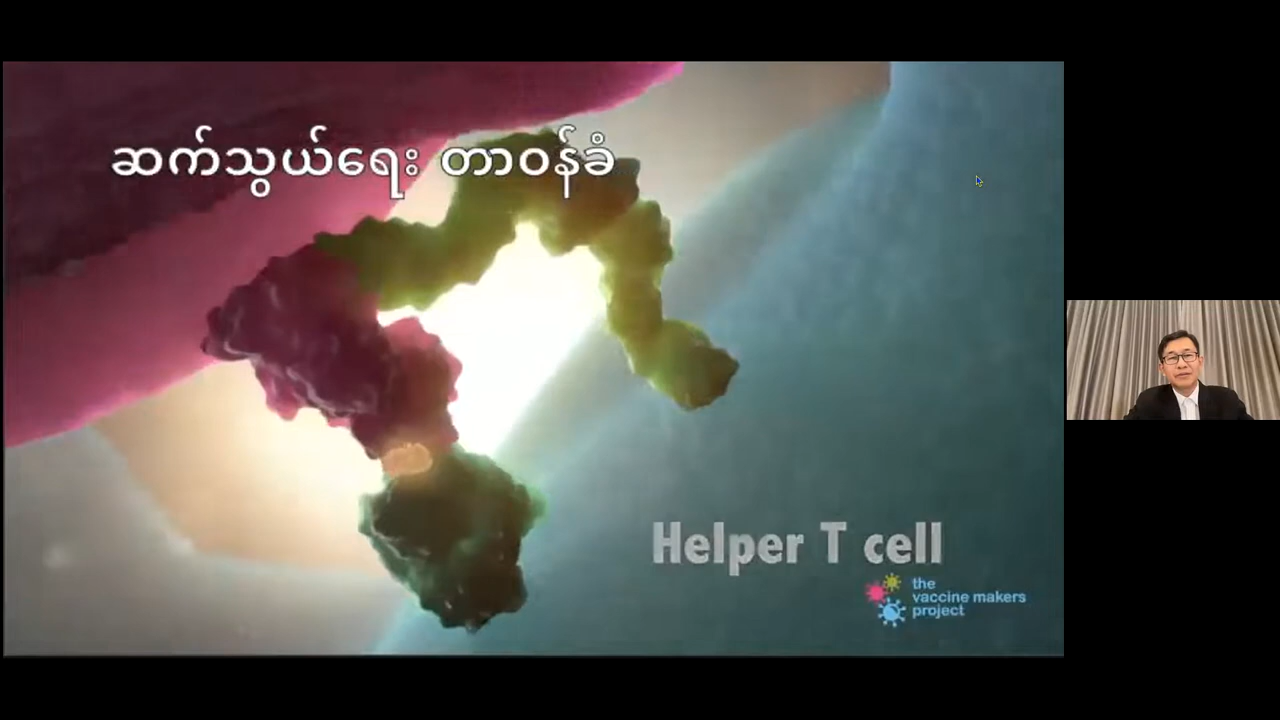 ဆက်သွယ်ရေး တာဝန်ခံ
Helper T cell
the
vaccine makers
project